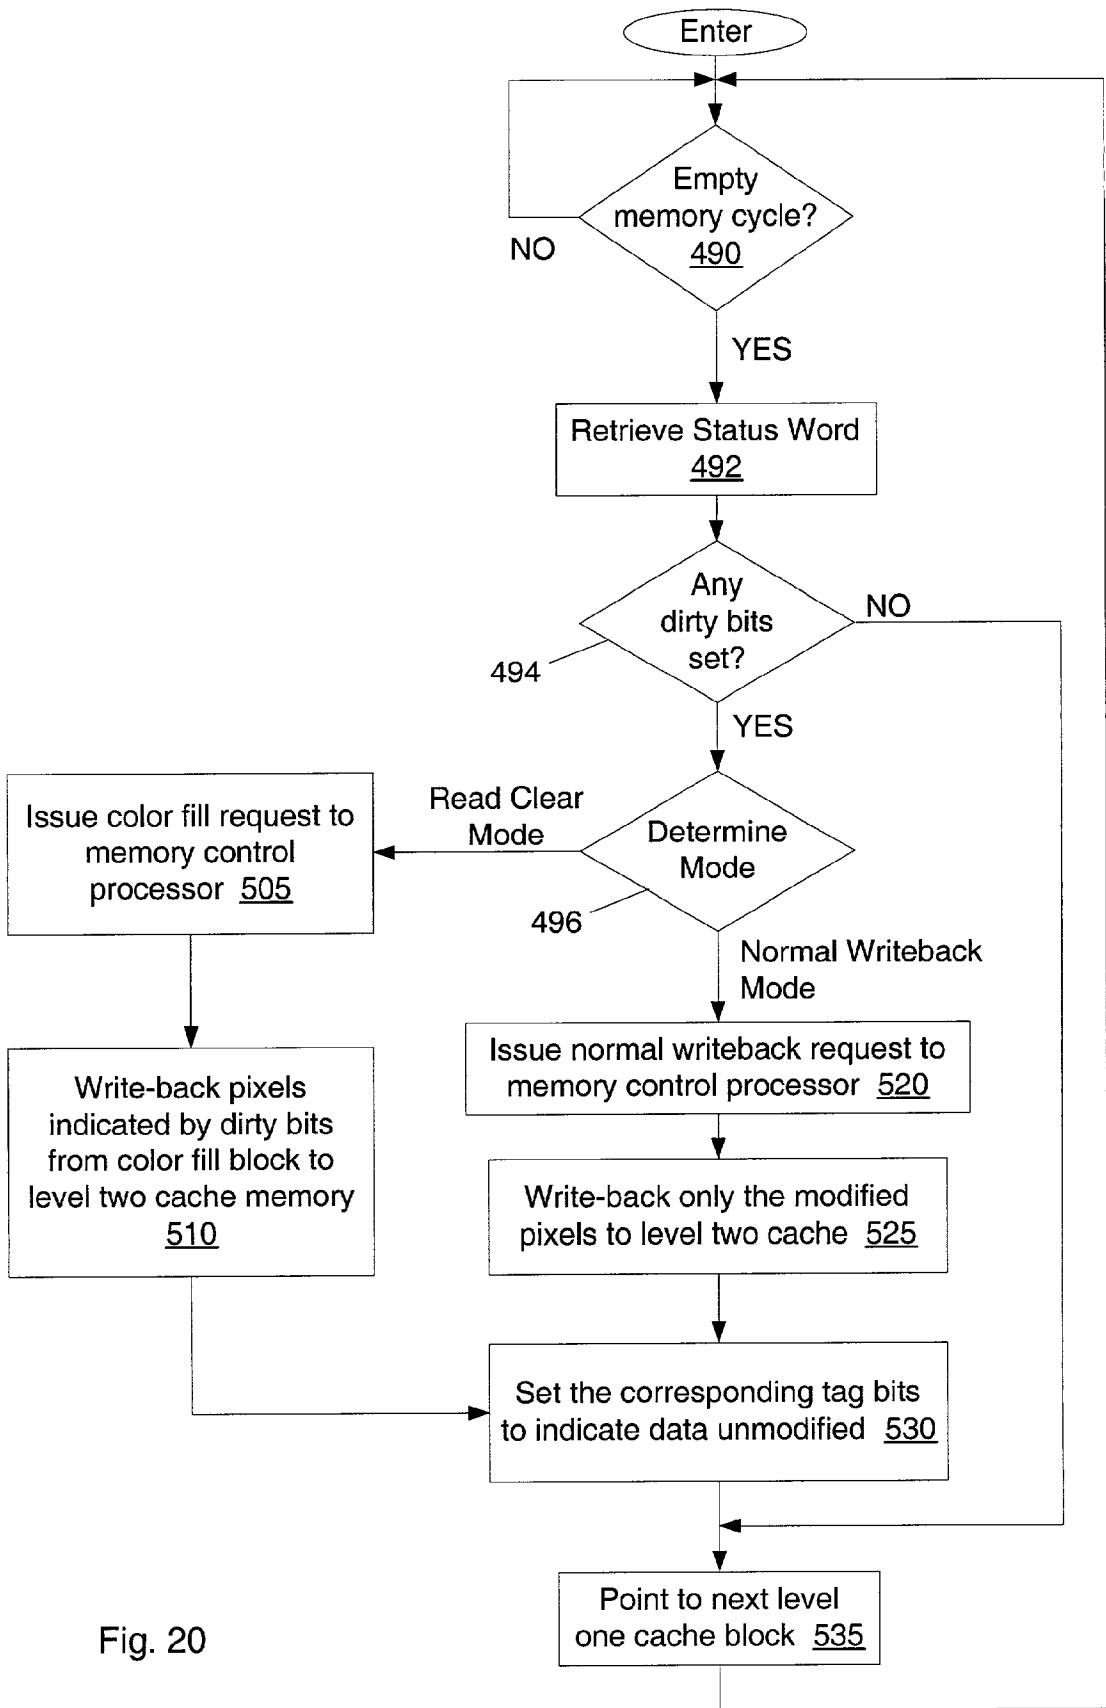 Enter
Empty
memory cycle?
490
NO
YES
Retrieve Status Word
492
Any
dirty bits
set?
NO
494
YES
Read Clear
Mode
Determine
Mode
496
Issue color fill request to
memory control
processor 505
Normal Writeback
Mode
Issue normal writeback request to
memory control processor 520
Write-back pixels
indicated by dirty bits
from color fill block to
level two cache memory
510
Write-back only the modified
pixels to level two cache 525
Set the corresponding tag bits
to indicate data unmodified 530
Point to next level
one cache block 535
Fig. 20